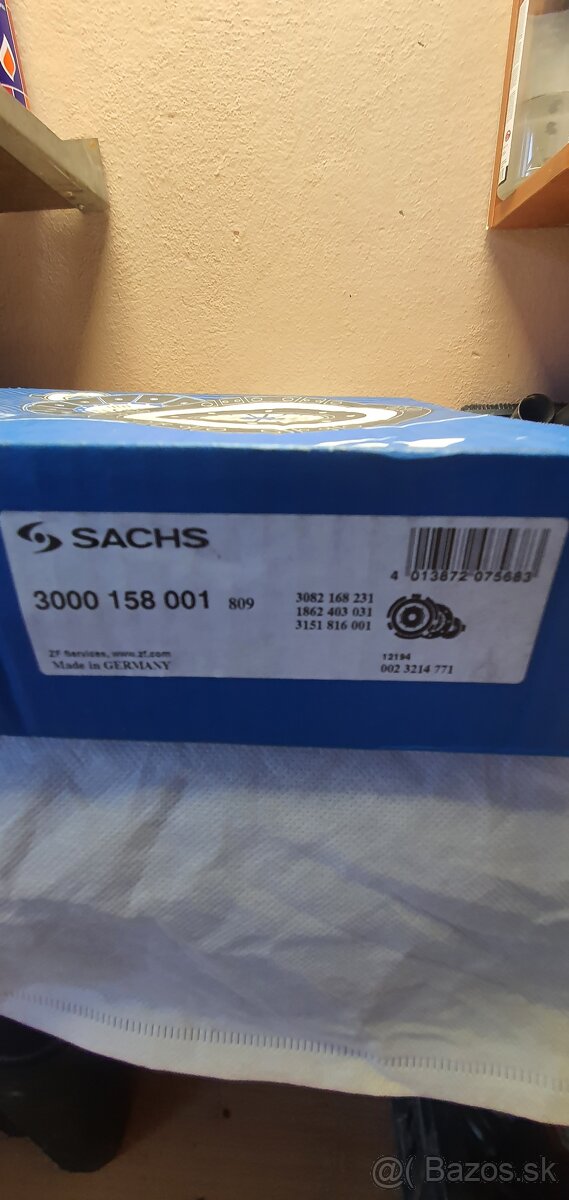 SACHS
4 013872 075683
3000 158 001 809
3082 168 231
1862 403 031
3151 816 001
ZF Services, www.zf.com
Made in GERMANY
12194
002 3214 771
@( Bazos.sk